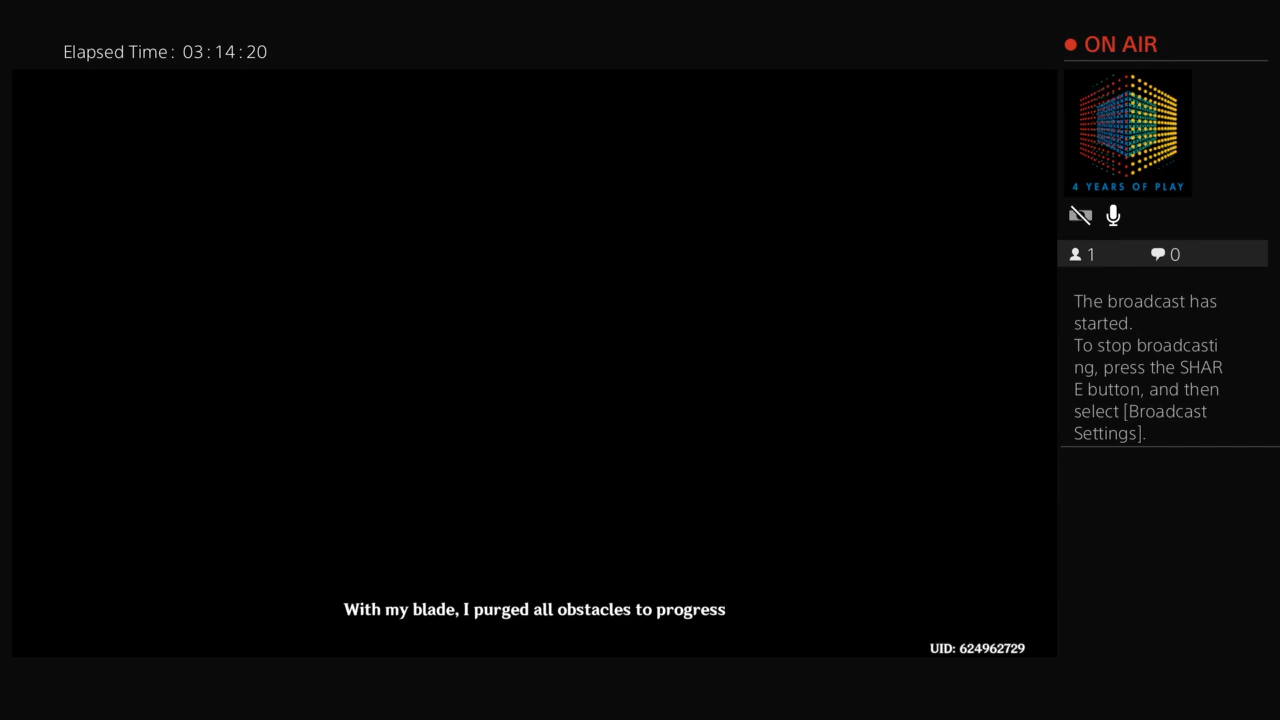 Elapsed Time: 03:14:20
ON AIR
4 YEARS OF PLAY
1 0
The broadcast has
started.
To stop broadcasti
ng, press the SHAR
E button, and then
select [Broadcast
Settings].
With my blade, I purged all obstacles to progress
UID: 624962729